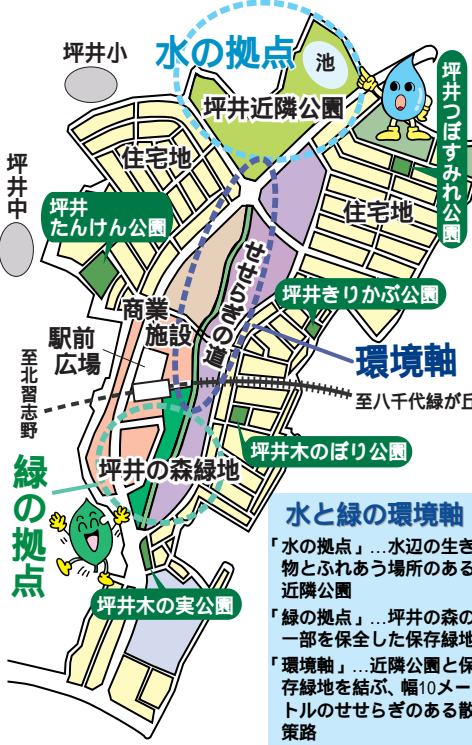 坪井小
水の拠点
池
坪井近隣公園
坪井つぼすみれ公園
住宅地
坪井中
住宅地
坪井
たんけん公園
せせらぎの道
坪井きりかぶ公園
商業
施設
駅前
広場
環境軸
至北習志野
至八千代緑が丘
坪井木のぼり公園
坪井の森緑地
緑の拠点
坪井木の実公園
水と緑の環境軸
「水の拠点」…水辺の生き
物とふれあう場所のある
近隣公園
「緑の拠点」…坪井の森の
一部を保全した保存緑地
「環境軸」…近隣公園と保
存緑地を結ぶ、幅10メー
トルのせせらぎのある散
策路